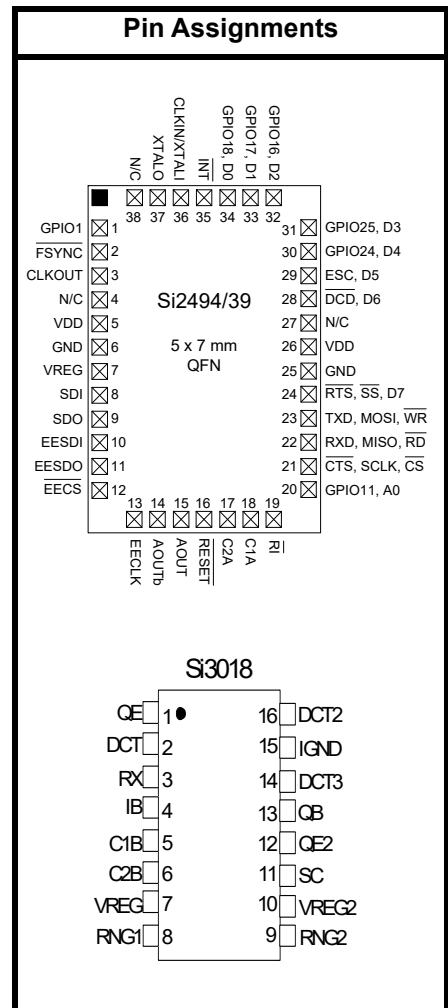 Pin Assignments
N/C
XTALO
CLKIN/XTALI
INT
GPIO18, D0
GPIO17, D1
GPIO16, D2
38 37 36 35 34 33 32
GPIO1 1
FSYNC 2
CLKOUT 3
N/C 4
VDD 5
GND 6
VREG 7
SDI 8
SDO 9
EESDI 10
EESDO 11
EECS 12
Si2494/39
5 x 7 mm
QFN
31 GPIO25, D3
30 GPIO24, D4
29 ESC, D5
28 DCD, D6
27 N/C
26 VDD
25 GND
24 RTS, SS, D7
23 TXD, MOSI, WR
22 RXD, MISO, RD
21 CTS, SCLK, CS
20 GPIO11, A0
13 14 15 16 17 18 19
EECLK
AOUTb
AOUT
RESET
C2A
C1A
RI
Si3018
QE 1 16 DCT2
DCT 2 15 IGND
RX 3 14 DCT3
IB 4 13 QB
C1B 5 12 QE2
C2B 6 11 SC
VREG 7 10 VREG2
RNG1 8 9 RNG2